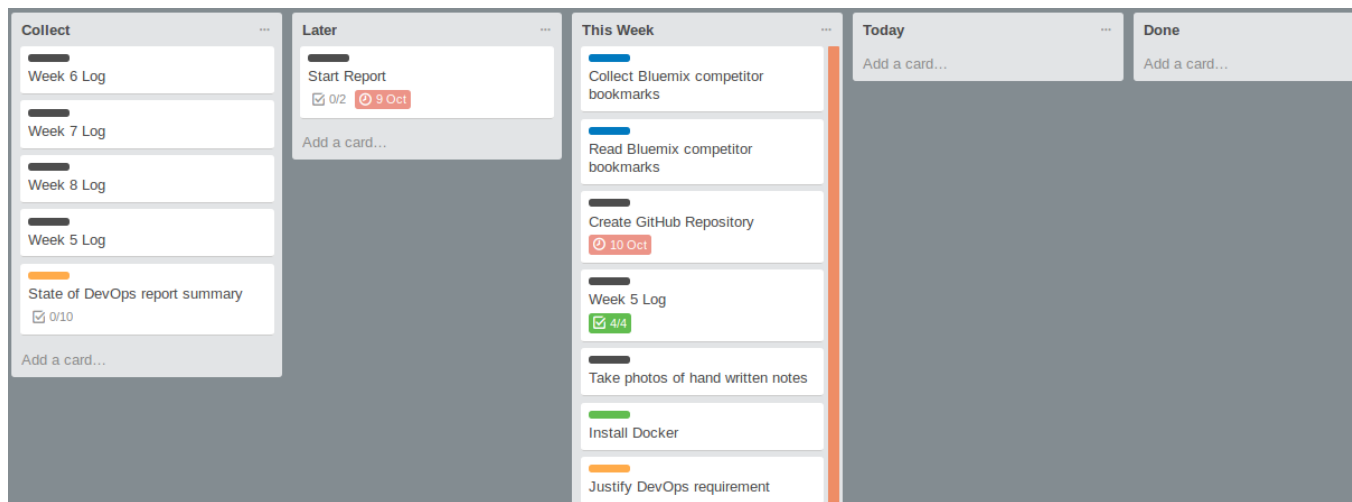 Collect
Week 6 Log
Week 7 Log
Week 8 Log
Week 5 Log
State of DevOps report summary
0/10
Add a card…
Later
Start Report
0/2 9 Oct
Add a card…
This Week
Collect Bluemix competitor
bookmarks
Read Bluemix competitor
bookmarks
Create GitHub Repository
10 Oct
Week 5 Log
4/4
Take photos of hand written notes
Install Docker
Justify DevOps requirement
Today
Add a card…
Done
Add a card…